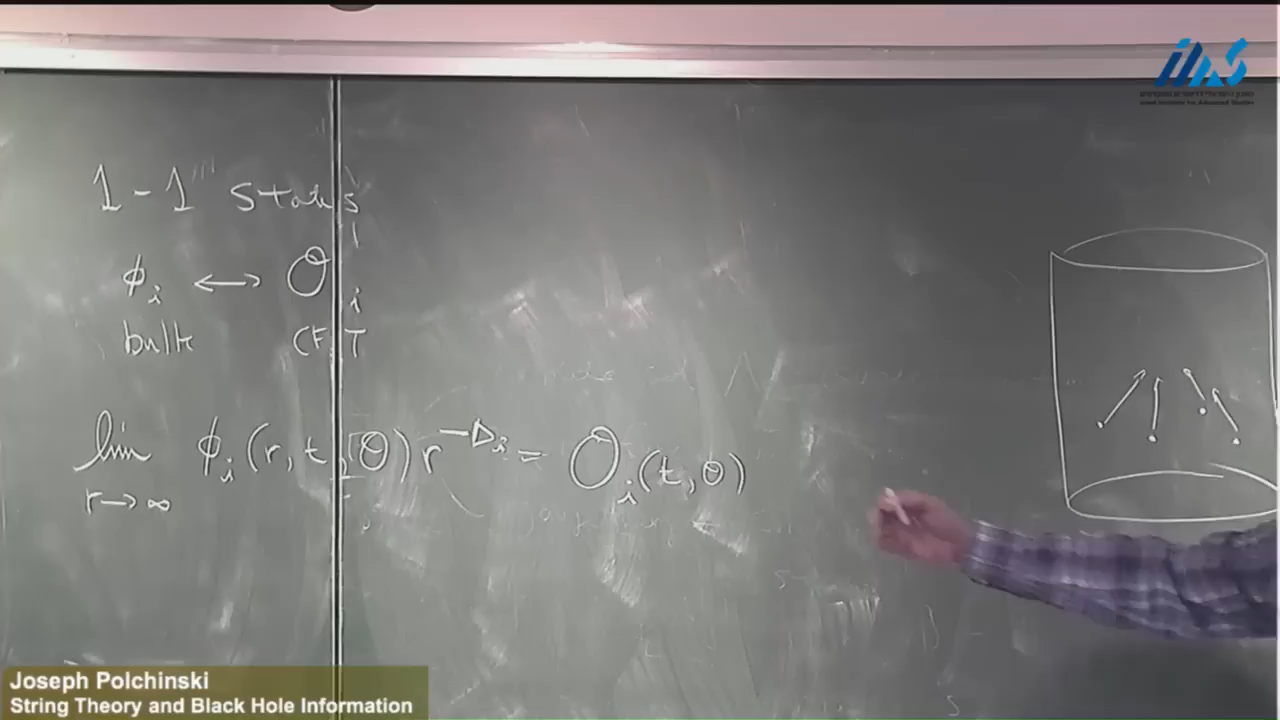 1-1 states
ϕᵢ ↔ 𝒪ᵢ
bulk CFT
lim ϕᵢ(r,t,θ) r^{-Δᵢ} = 𝒪ᵢ(t,θ)
r→∞
Joseph Polchinski
String Theory and Black Hole Information